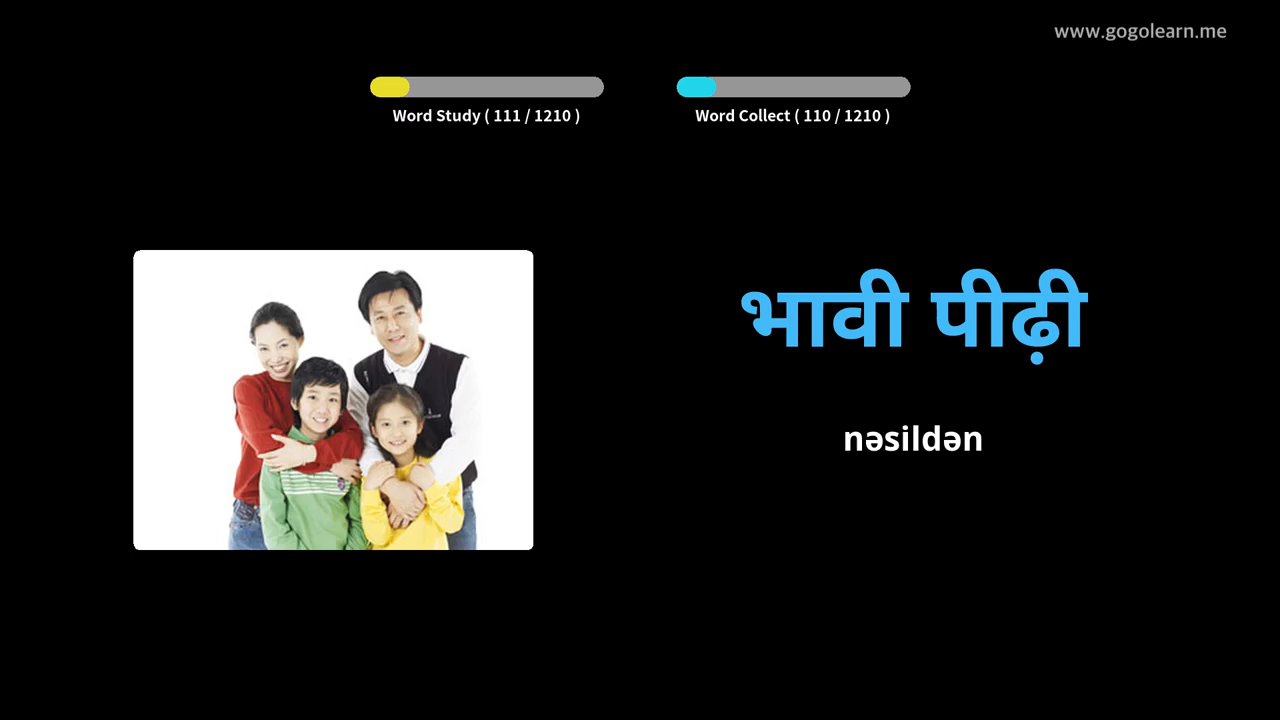 www.gogolearn.me
Word Study ( 111 / 1210 )
Word Collect ( 110 / 1210 )
भावी पीढ़ी
nəsildən